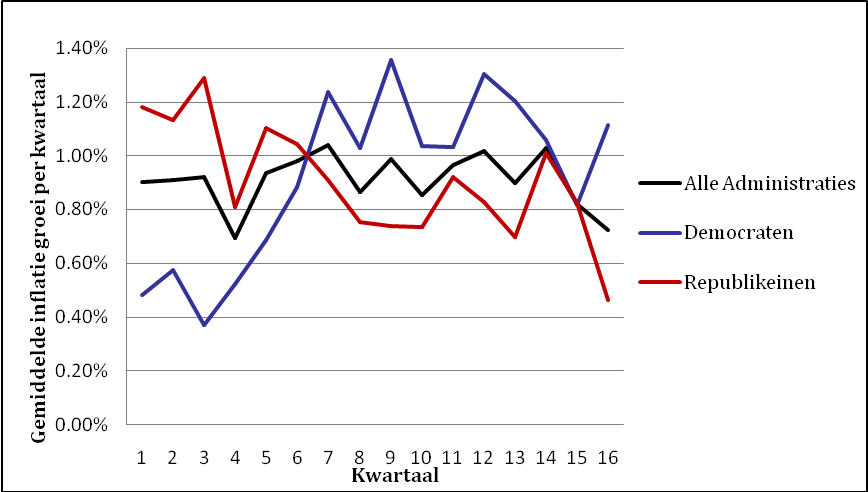 Gemiddelde inflatie groei per kwartaal
1.40%
1.20%
1.00%
0.80%
0.60%
0.40%
0.20%
0.00%
1 2 3 4 5 6 7 8 9 10 11 12 13 14 15 16
Kwartaal
Alle Administraties
Democraten
Republikeinen